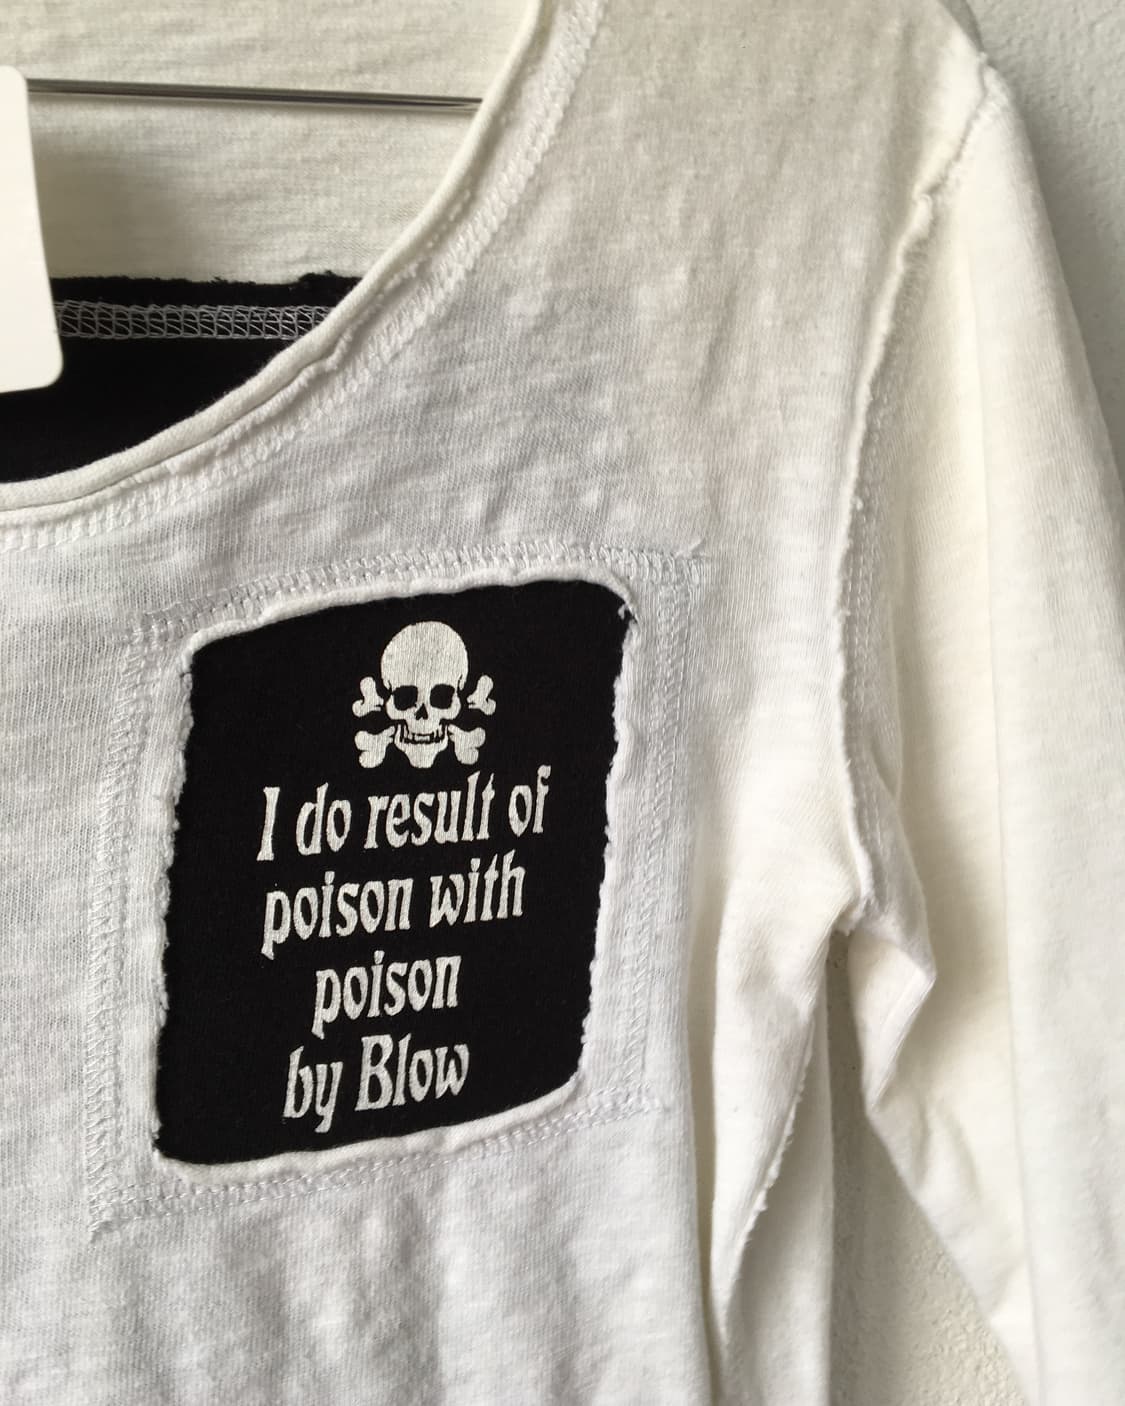 I do result of
poison with
poison
by Blow